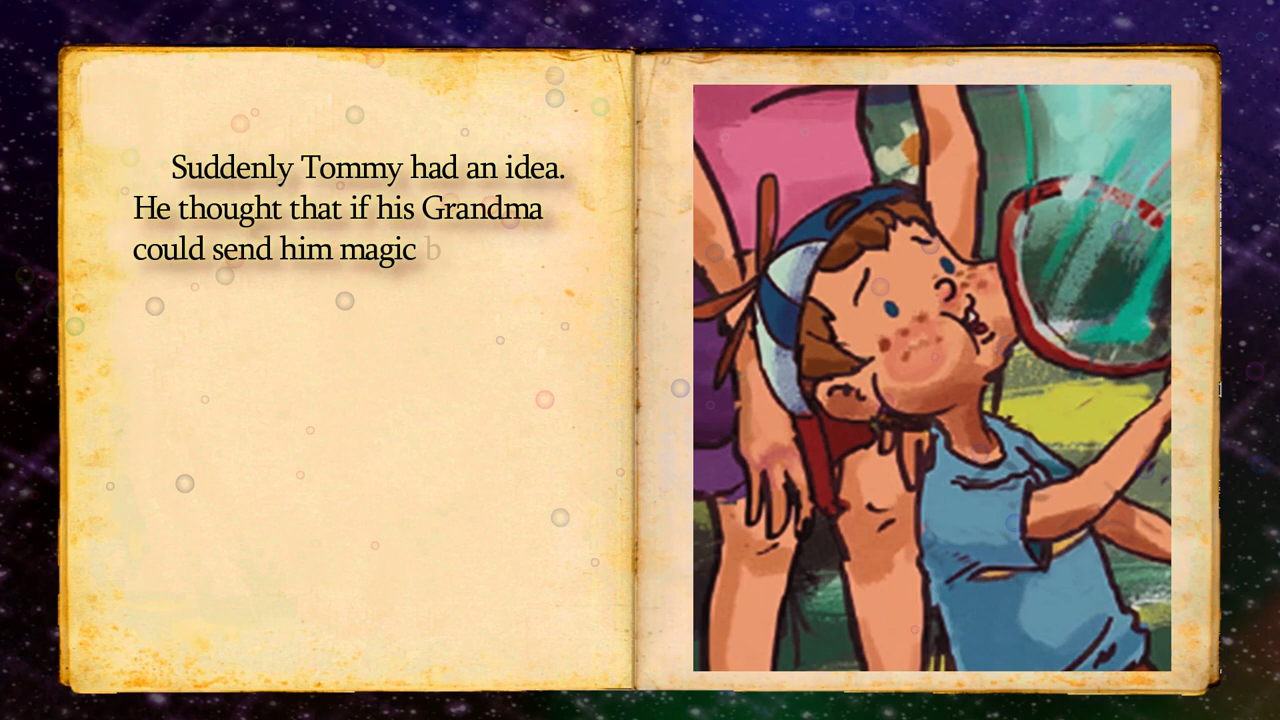 Suddenly Tommy had an idea.
He thought that if his Grandma
could send him magic b